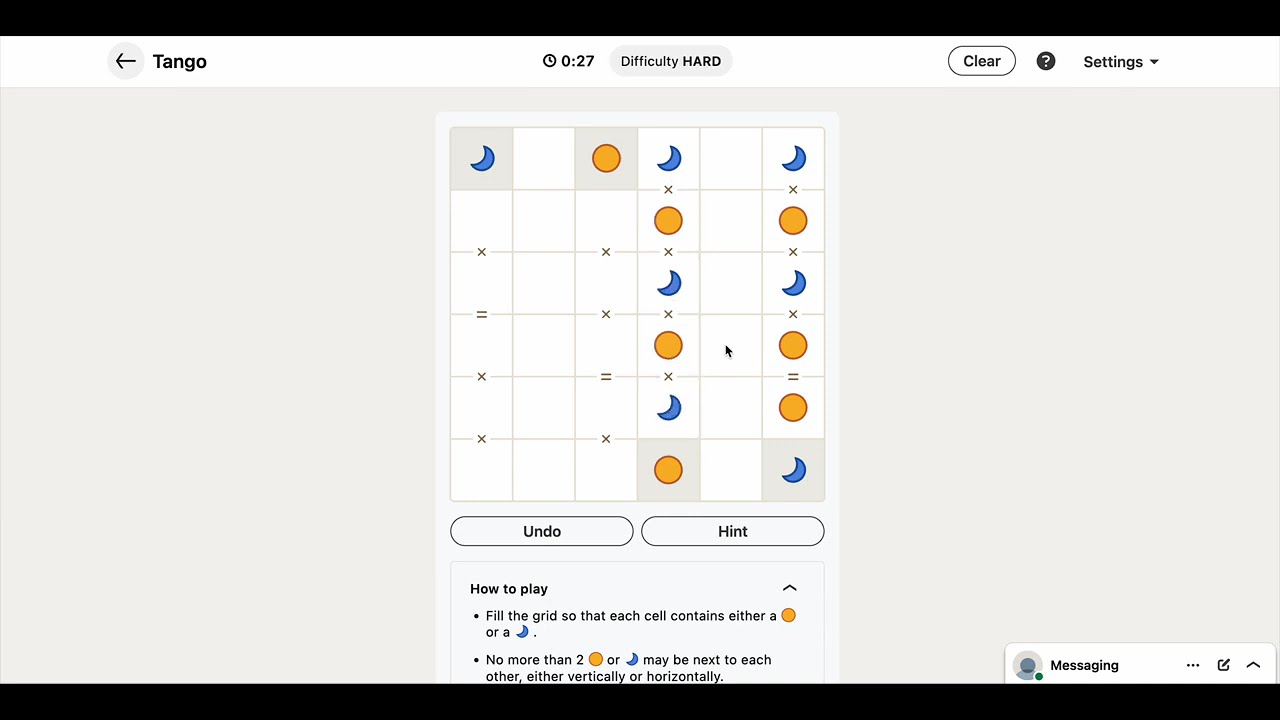 Tango
0:27
Difficulty HARD
Clear
?
Settings
× ×
× × × ×
= × × ×
× = × =
× ×
Undo
Hint
How to play
• Fill the grid so that each cell contains either a
or a .
• No more than 2 or may be next to each
other, either vertically or horizontally.
Messaging